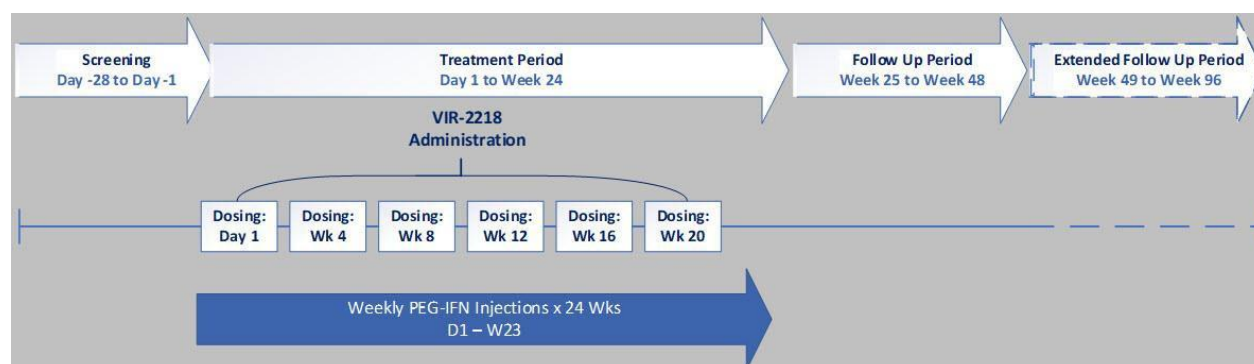 Screening
Day -28 to Day -1
Treatment Period
Day 1 to Week 24
Follow Up Period
Week 25 to Week 48
Extended Follow Up Period
Week 49 to Week 96
VIR-2218
Administration
Dosing:
Day 1
Dosing:
Wk 4
Dosing:
Wk 8
Dosing:
Wk 12
Dosing:
Wk 16
Dosing:
Wk 20
Weekly PEG-IFN Injections x 24 Wks
D1 – W23